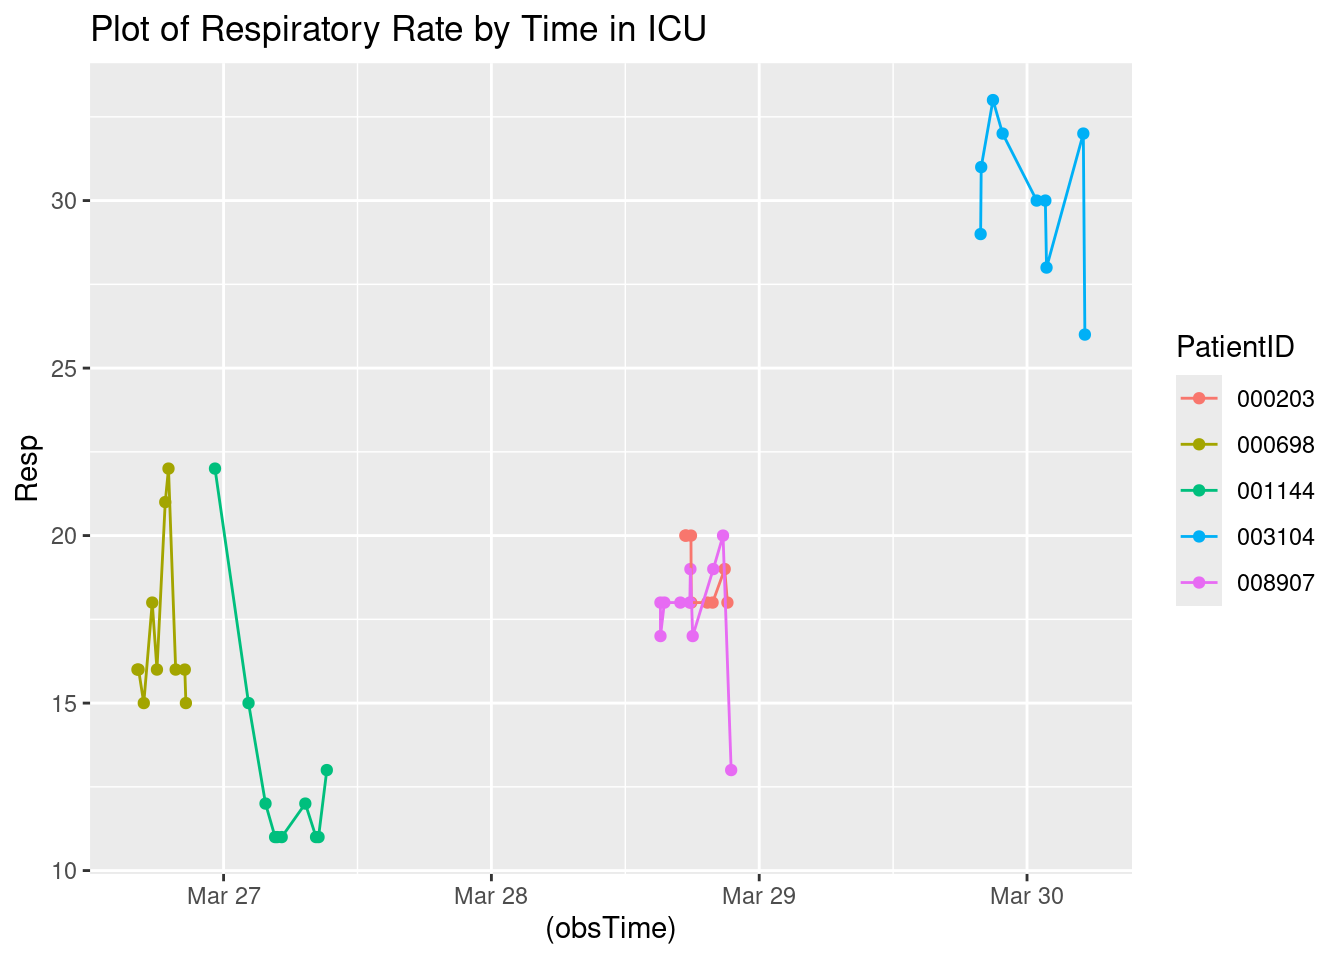 Plot of Respiratory Rate by Time in ICU
30
25
20
15
10
Resp
Mar 27
Mar 28
Mar 29
Mar 30
(obsTime)
PatientID
000203
000698
001144
003104
008907